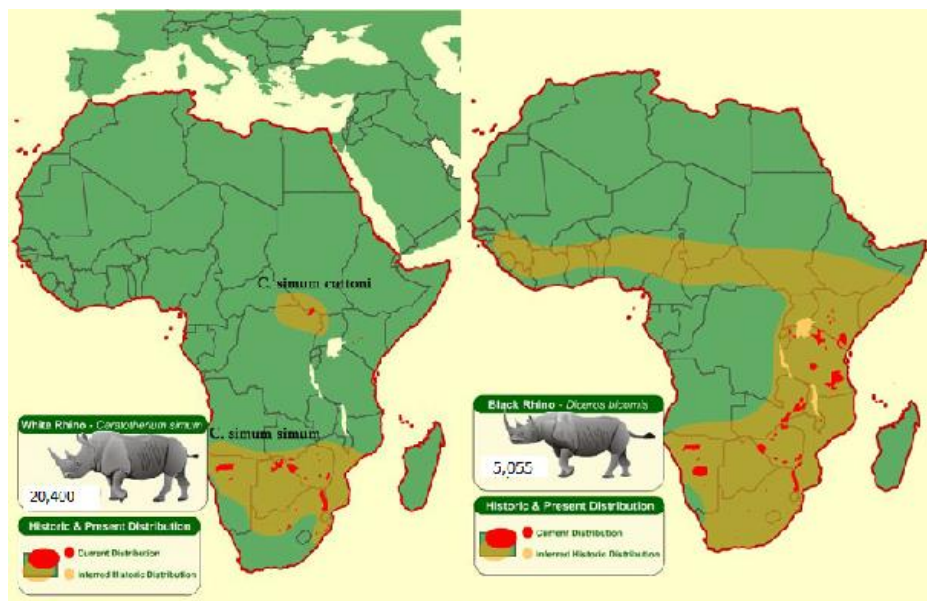 C. simum cottoni
C. simum simum
White Rhino - Ceratotherium simum
20,400
Historic & Present Distribution
Current Distribution
Inferred Historic Distribution
Black Rhino - Diceros bicornis
5,055
Historic & Present Distribution
Current Distribution
Inferred Historic Distribution